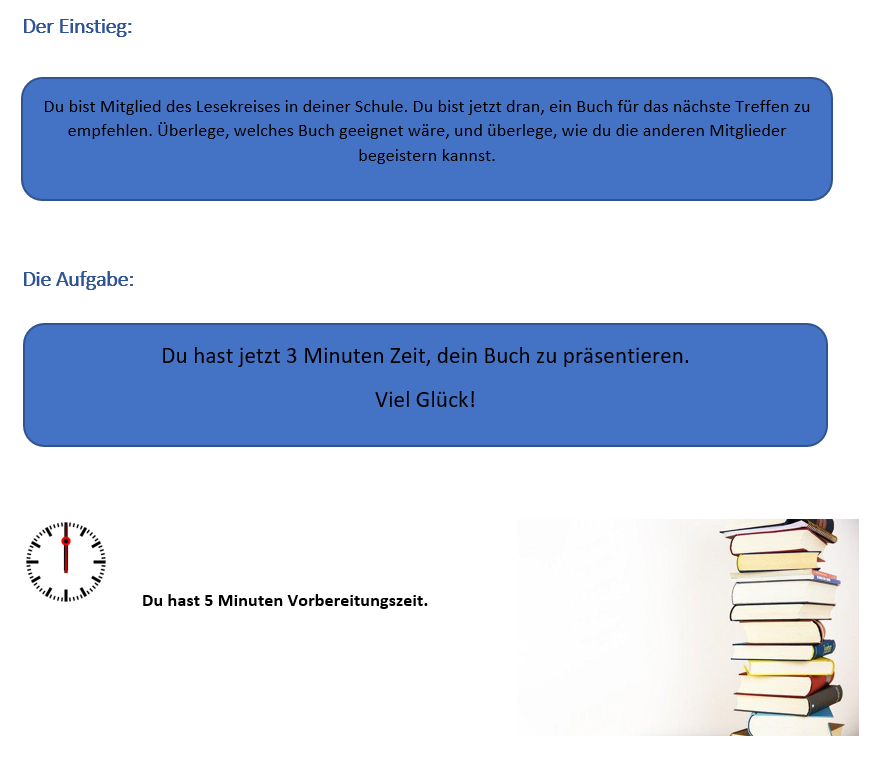 Der Einstieg:
Du bist Mitglied des Lesekreises in deiner Schule. Du bist jetzt dran, ein Buch für das nächste Treffen zu
empfehlen. Überlege, welches Buch geeignet wäre, und überlege, wie du die anderen Mitglieder
begeistern kannst.
Die Aufgabe:
Du hast jetzt 3 Minuten Zeit, dein Buch zu präsentieren.
Viel Glück!
Du hast 5 Minuten Vorbereitungszeit.